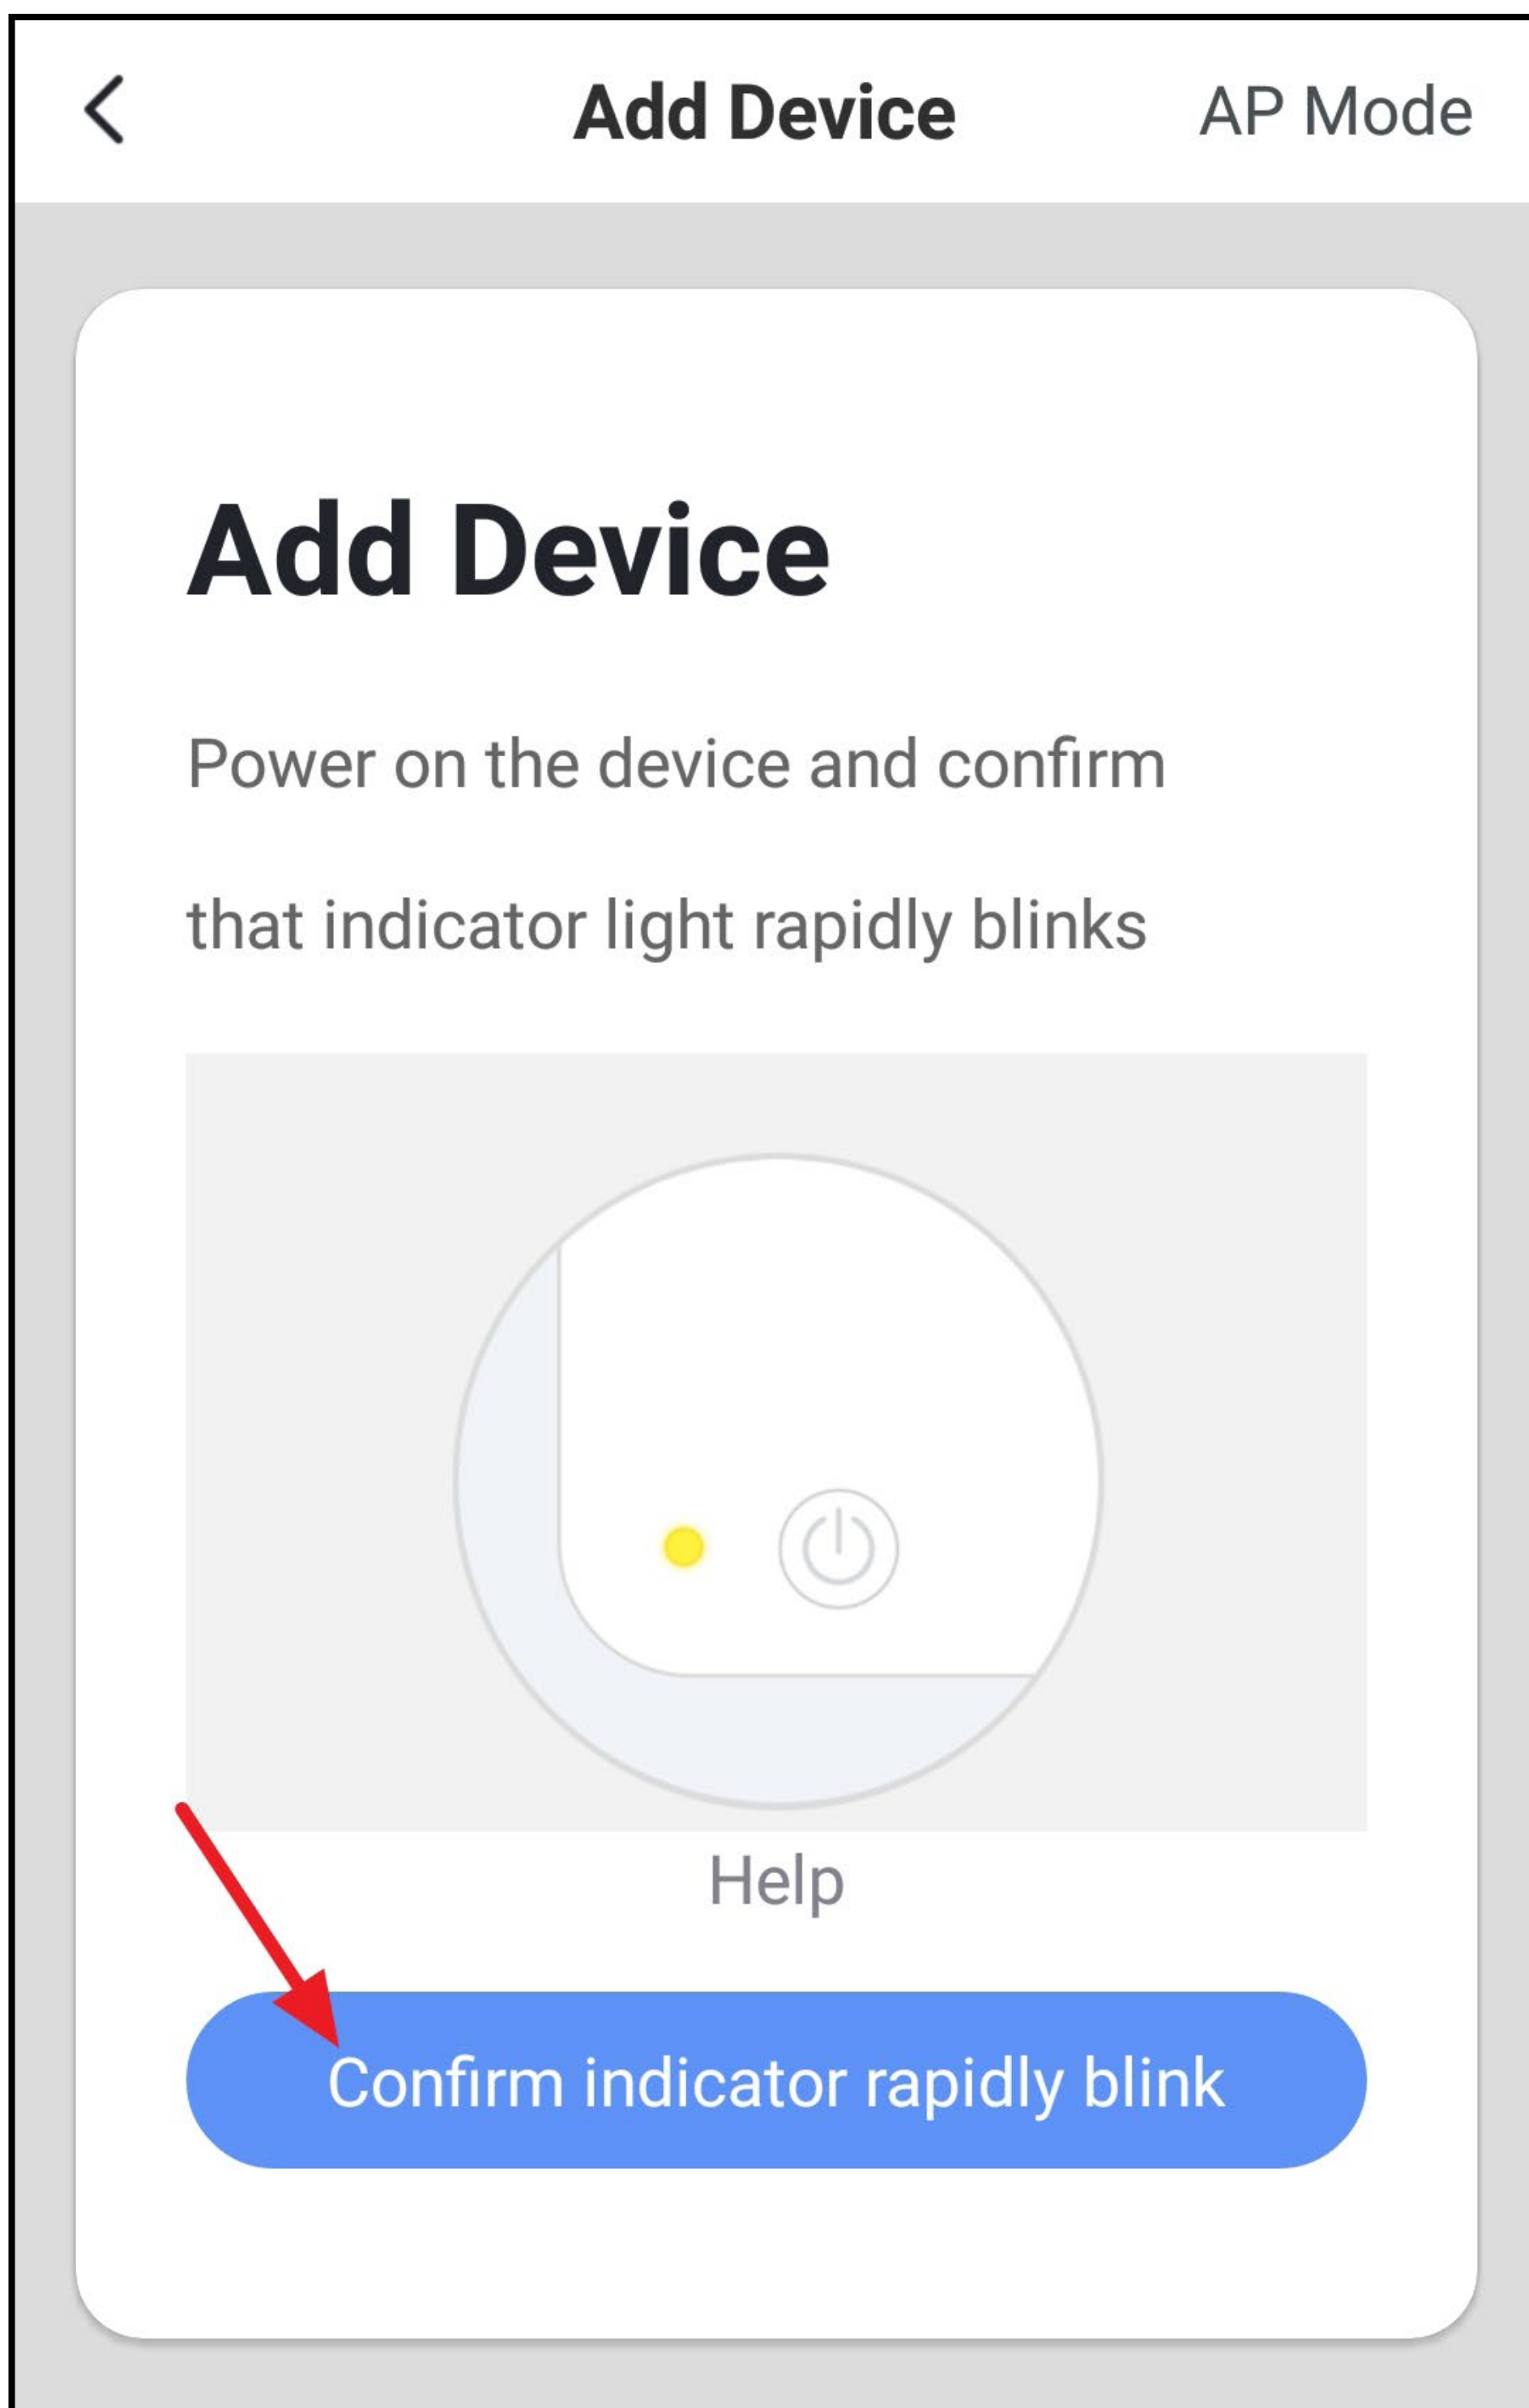 Add Device
AP Mode
Add Device
Power on the device and confirm
that indicator light rapidly blinks
Help
Confirm indicator rapidly blink